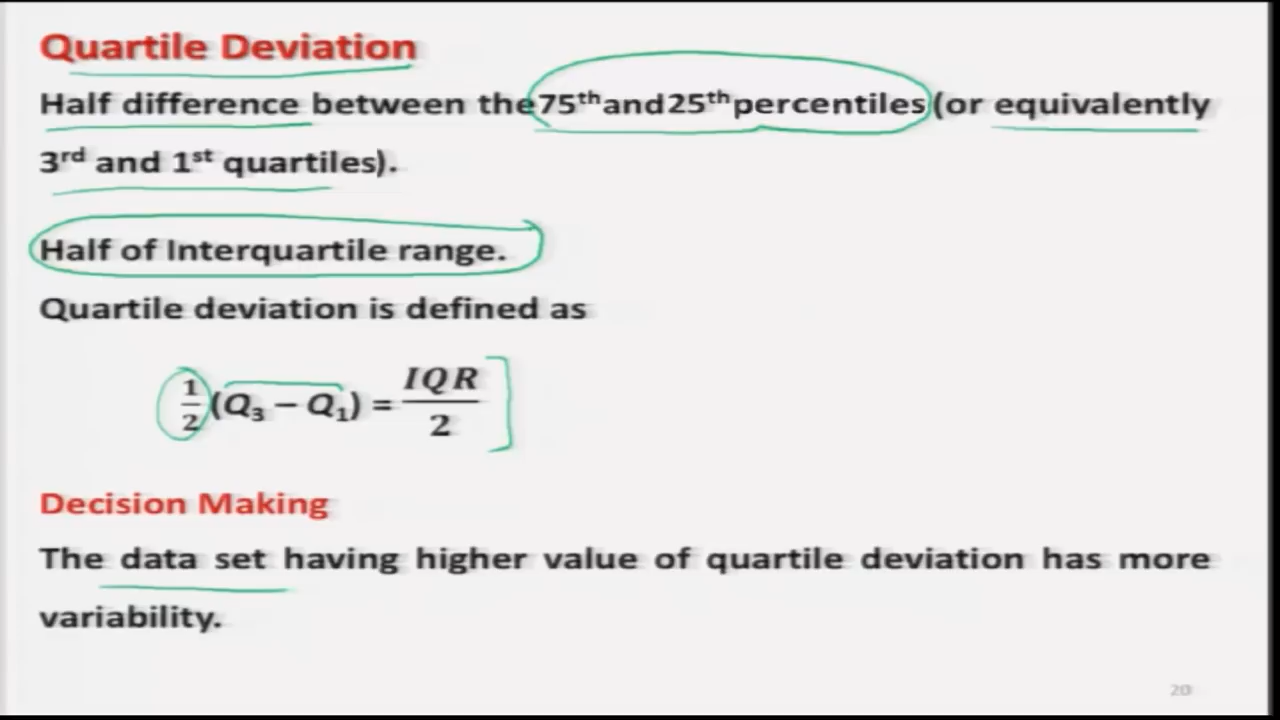 Quartile Deviation
Half difference between the 75th and 25th percentiles (or equivalently
3rd and 1st quartiles).
Half of Interquartile range.
Quartile deviation is defined as
1/2 (Q₃ – Q₁) = IQR/2
Decision Making
The data set having higher value of quartile deviation has more
variability.
20